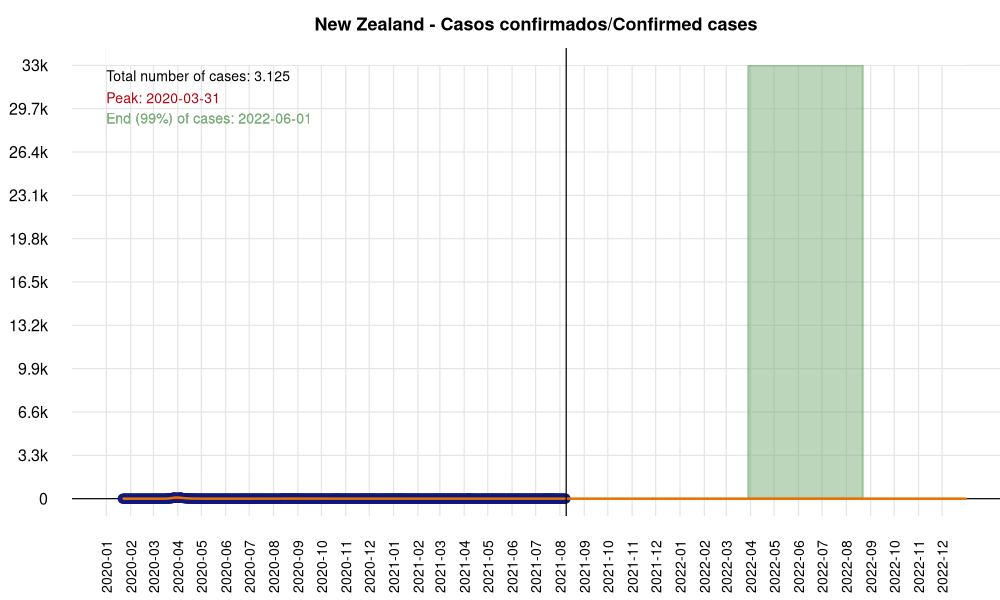 New Zealand - Casos confirmados/Confirmed cases
Total number of cases: 3.125
Peak: 2020-03-31
End (99%) of cases: 2022-06-01
33k
29.7k
26.4k
23.1k
19.8k
16.5k
13.2k
9.9k
6.6k
3.3k
0
2020-01
2020-02
2020-03
2020-04
2020-05
2020-06
2020-07
2020-08
2020-09
2020-10
2020-11
2020-12
2021-01
2021-02
2021-03
2021-04
2021-05
2021-06
2021-07
2021-08
2021-09
2021-10
2021-11
2021-12
2022-01
2022-02
2022-03
2022-04
2022-05
2022-06
2022-07
2022-08
2022-09
2022-10
2022-11
2022-12